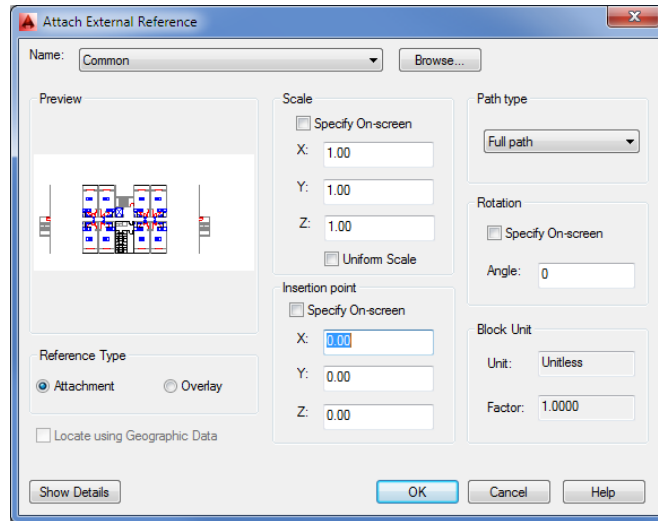 Attach External Reference
Name: Common Browse...
Preview
Scale
Specify On-screen
X: 1.00
Y: 1.00
Z: 1.00
Uniform Scale
Path type
Full path
Rotation
Specify On-screen
Angle: 0
Insertion point
Specify On-screen
X: 0.00
Y: 0.00
Z: 0.00
Block Unit
Unit: Unitless
Factor: 1.0000
Reference Type
Attachment Overlay
Locate using Geographic Data
Show Details OK Cancel Help